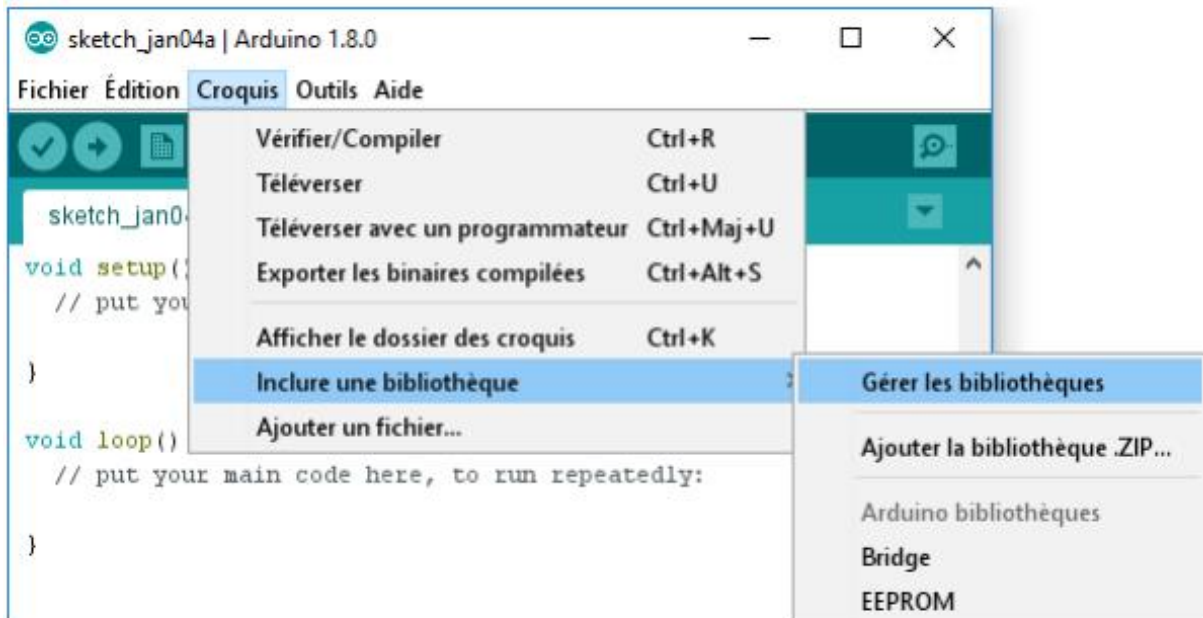 sketch_jan04a | Arduino 1.8.0
Fichier Édition Croquis Outils Aide
Vérifier/Compiler Ctrl+R
Téléverser Ctrl+U
Téléverser avec un programmateur Ctrl+Maj+U
Exporter les binaires compilées Ctrl+Alt+S
Afficher le dossier des croquis Ctrl+K
Inclure une bibliothèque
Ajouter un fichier...
Gérer les bibliothèques
Ajouter la bibliothèque .ZIP...
Arduino bibliothèques
Bridge
EEPROM
sketch_jan0
void setup()
// put you
}
void loop()
// put your main code here, to run repeatedly:
}